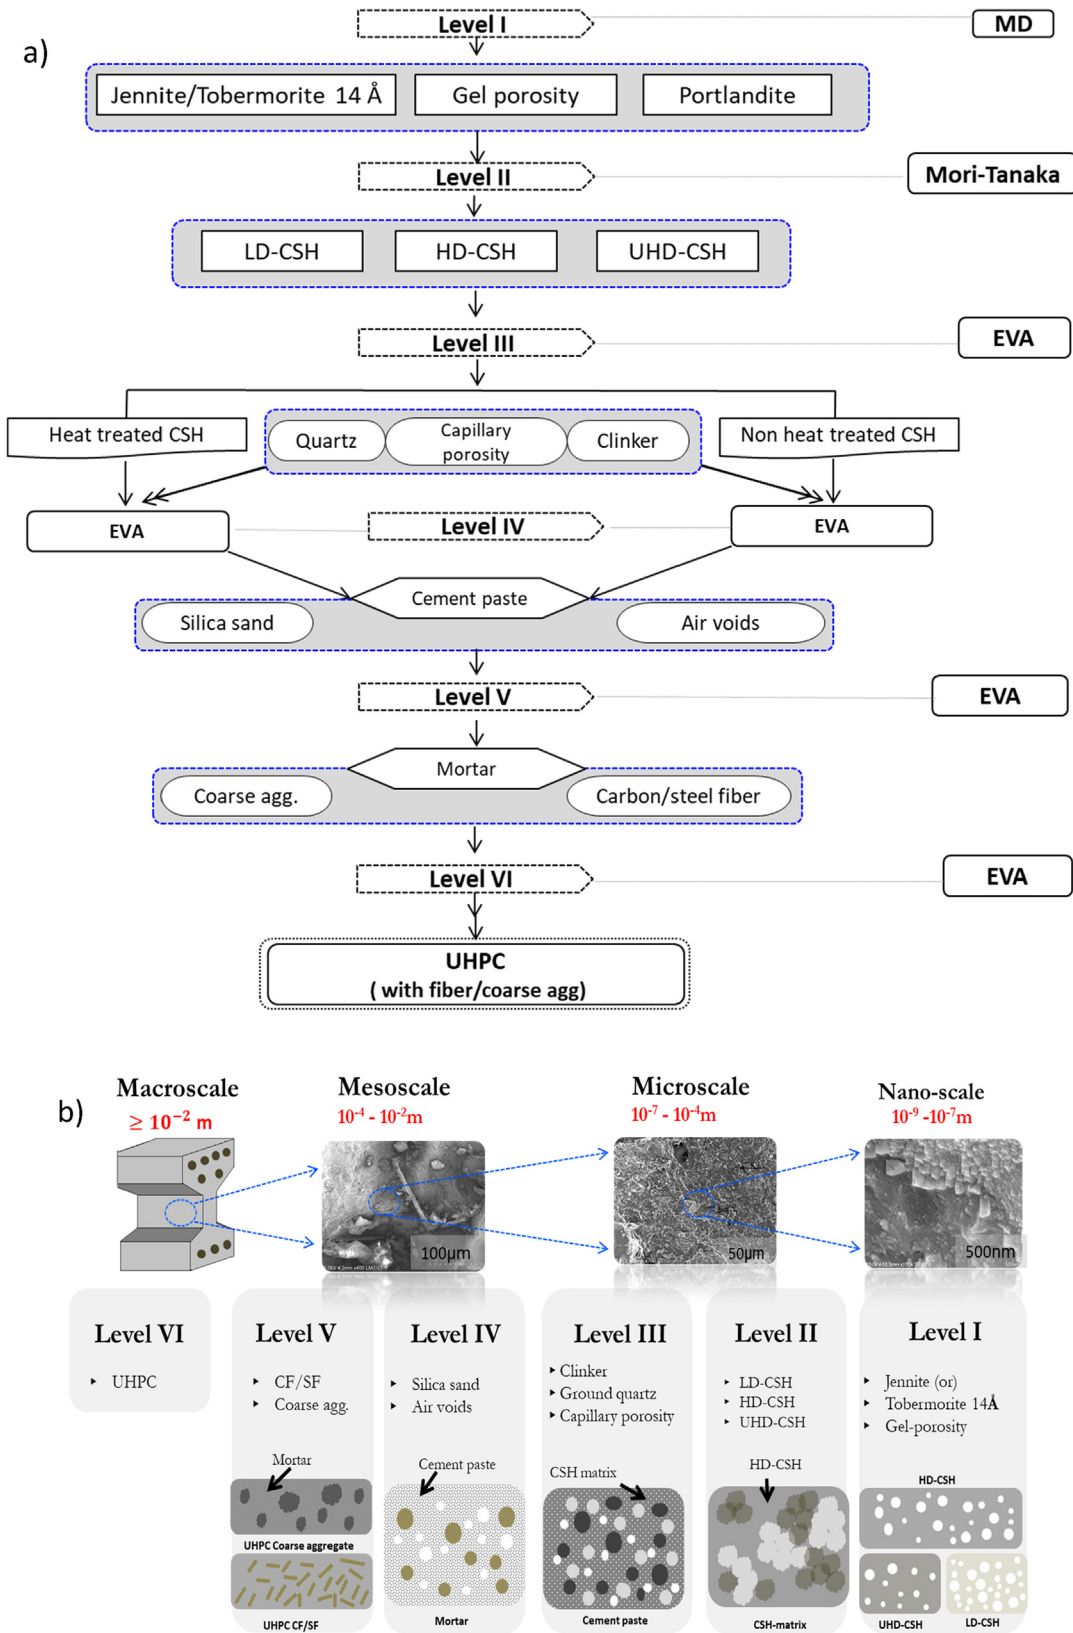 a)
Level I
MD
Jennite/Tobermorite 14 Å
Gel porosity
Portlandite
Level II
Mori-Tanaka
LD-CSH
HD-CSH
UHD-CSH
Level III
EVA
Heat treated CSH
Quartz
Capillary
porosity
Clinker
Non heat treated CSH
EVA
Level IV
EVA
Cement paste
Silica sand
Air voids
Level V
EVA
Mortar
Coarse agg.
Carbon/steel fiber
Level VI
EVA
UHPC
( with fiber/coarse agg)
b)
Macroscale
≥ 10⁻² m
Mesoscale
10⁻⁴ - 10⁻²m
Microscale
10⁻⁷ - 10⁻⁴m
Nano-scale
10⁻⁹ -10⁻⁷m
100µm
50µm
500nm
Level VI
▸ UHPC
Level V
▸ CF/SF
▸ Coarse agg.
Mortar
UHPC Coarse aggregate
UHPC CF/SF
Level IV
▸ Silica sand
▸ Air voids
Cement paste
Mortar
Level III
▸ Clinker
▸ Ground quartz
▸ Capillary porosity
CSH matrix
Cement paste
Level II
▸ LD-CSH
▸ HD-CSH
▸ UHD-CSH
HD-CSH
CSH-matrix
Level I
▸ Jennite (or)
▸ Tobermorite 14Å
▸ Gel-porosity
HD-CSH
UHD-CSH
LD-CSH